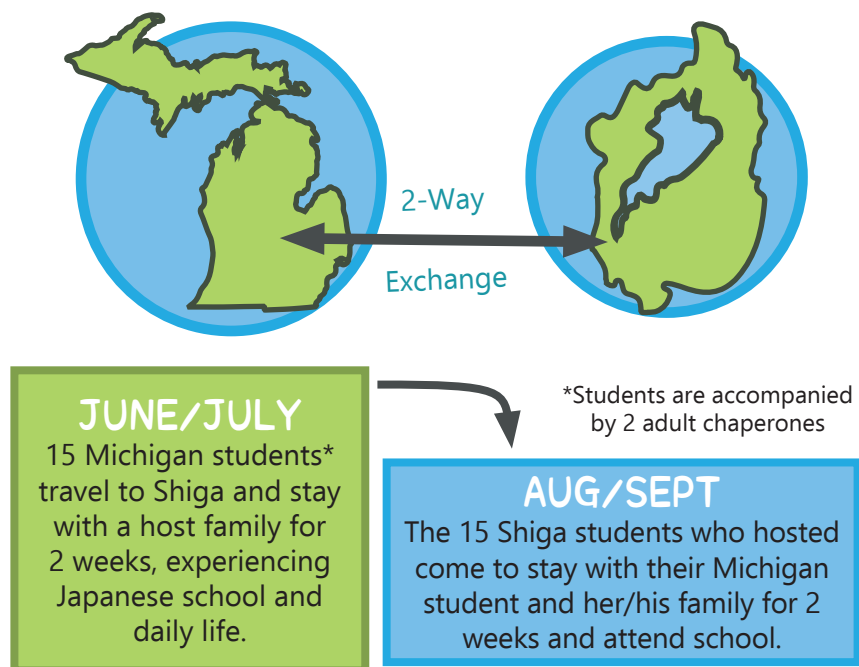 2-Way
Exchange
JUNE/JULY
15 Michigan students*
travel to Shiga and stay
with a host family for
2 weeks, experiencing
Japanese school and
daily life.
*Students are accompanied
by 2 adult chaperones
AUG/SEPT
The 15 Shiga students who hosted
come to stay with their Michigan
student and her/his family for 2
weeks and attend school.